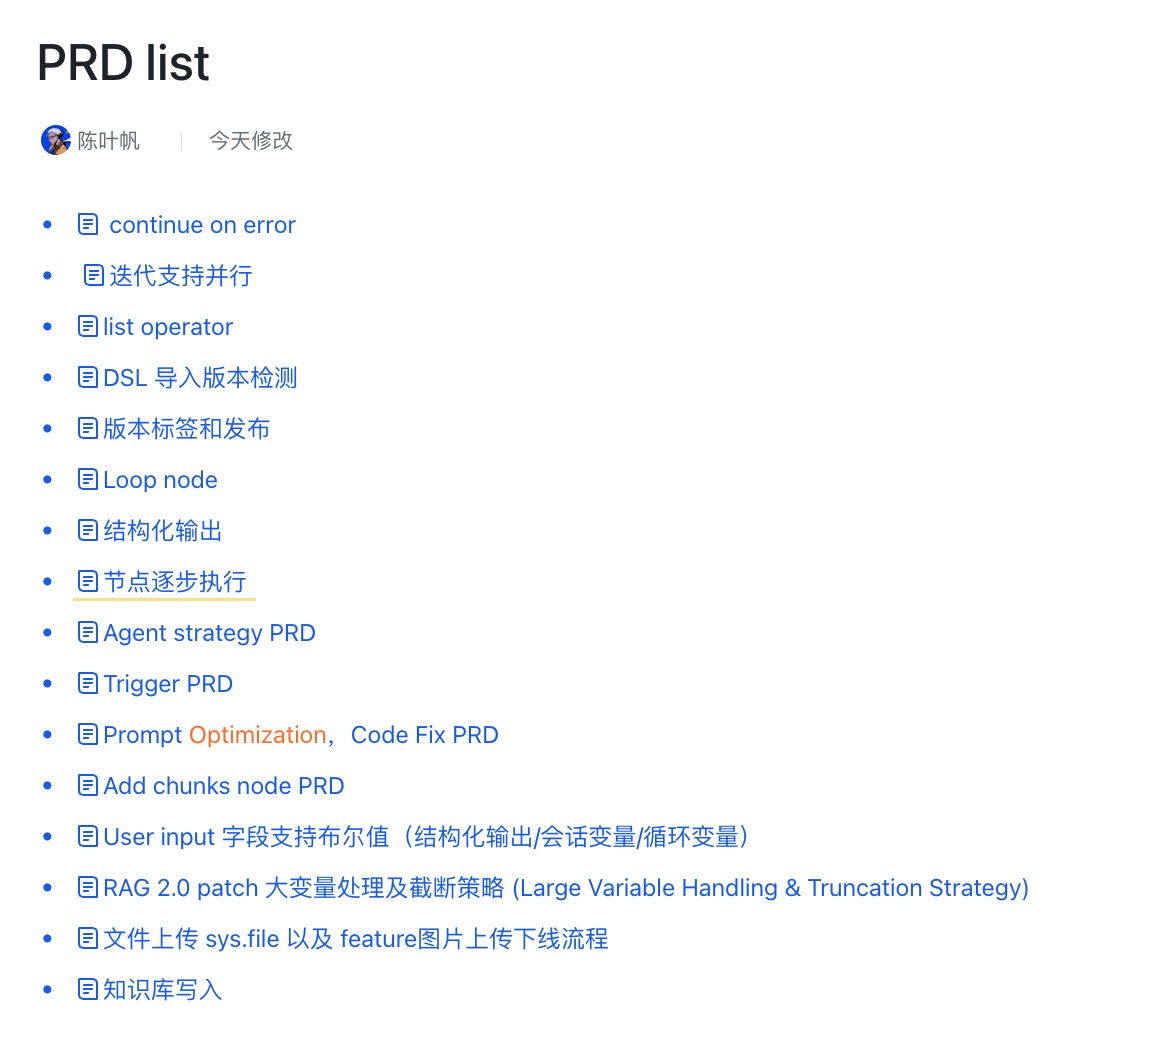 PRD list
陈叶帆 今天修改
continue on error
迭代支持并行
list operator
DSL 导入版本检测
版本标签和发布
Loop node
结构化输出
节点逐步执行
Agent strategy PRD
Trigger PRD
Prompt Optimization，Code Fix PRD
Add chunks node PRD
User input 字段支持布尔值（结构化输出/会话变量/循环变量）
RAG 2.0 patch 大变量处理及截断策略 (Large Variable Handling & Truncation Strategy)
文件上传 sys.file 以及 feature图片上传下线流程
知识库写入